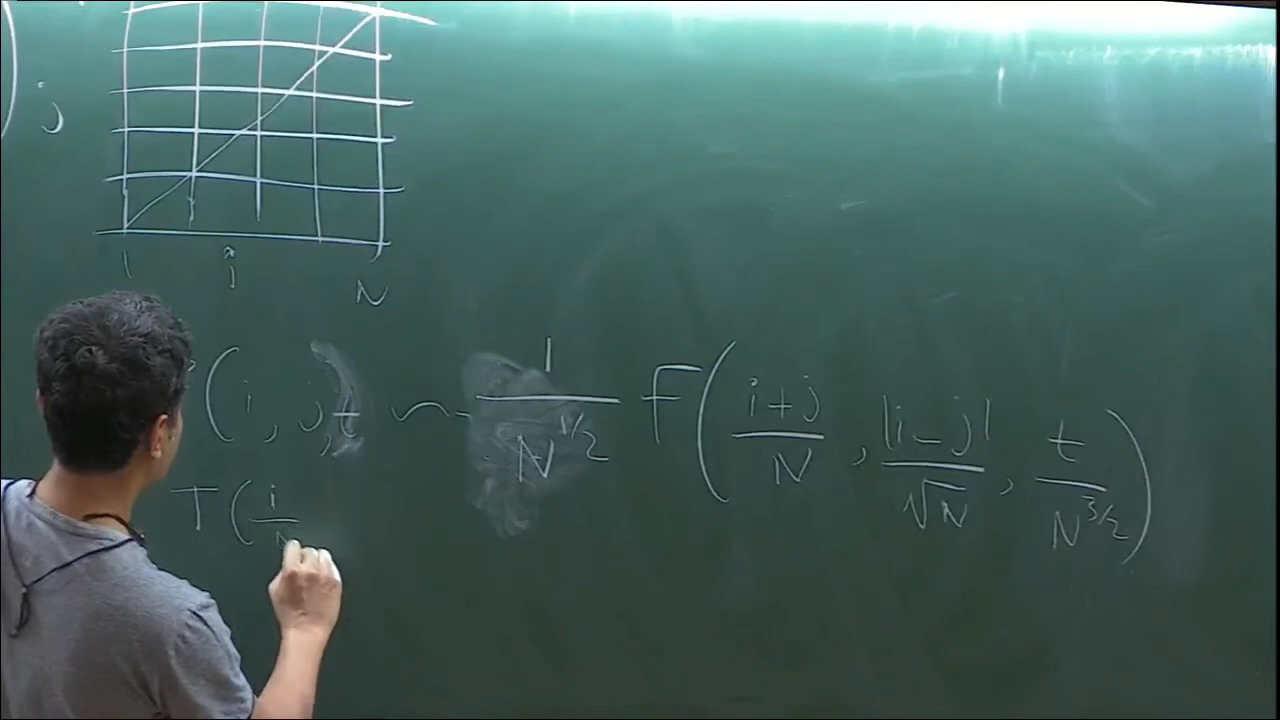 j
1 i N
(i, j, t) ~ 1/N^{1/2} F( (i+j)/N , |i-j|/√N , t/N^{3/2} )
T(i/N